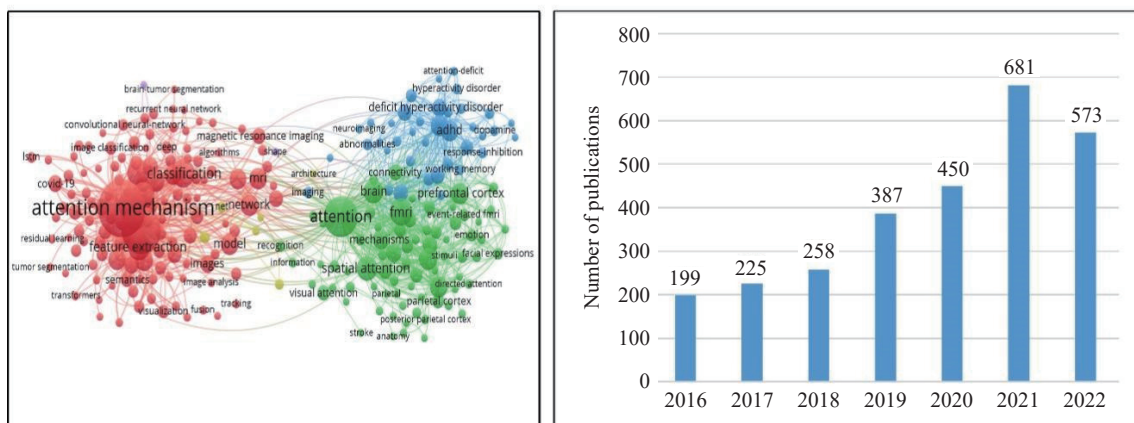 attention-deficit
brain tumor segmentation
hyperactivity disorder
recurrent neural network
deficit hyperactivity disorder
convolutional neural-network
magnetic resonance imaging
neuroimaging
adhd
dopamine
image classification
deep
algorithms
shape
abnormalities
response-inhibition
lstm
classification
architecture
connectivity
working memory
covid-19
mri
imaging
brain
prefrontal cortex
attention mechanism
net
network
attention
fmri
event-related fmri
residual learning
feature extraction
model
recognition
mechanisms
emotion
tumor segmentation
images
information
spatial attention
stimuli
facial expressions
semantics
image analysis
visual attention
parietal
directed attention
transformers
visualization
fusion
tracking
parietal cortex
posterior parietal cortex
stroke
anatomy
Number of publications
800
700
600
500
400
300
200
100
0
199
225
258
387
450
681
573
2016 2017 2018 2019 2020 2021 2022